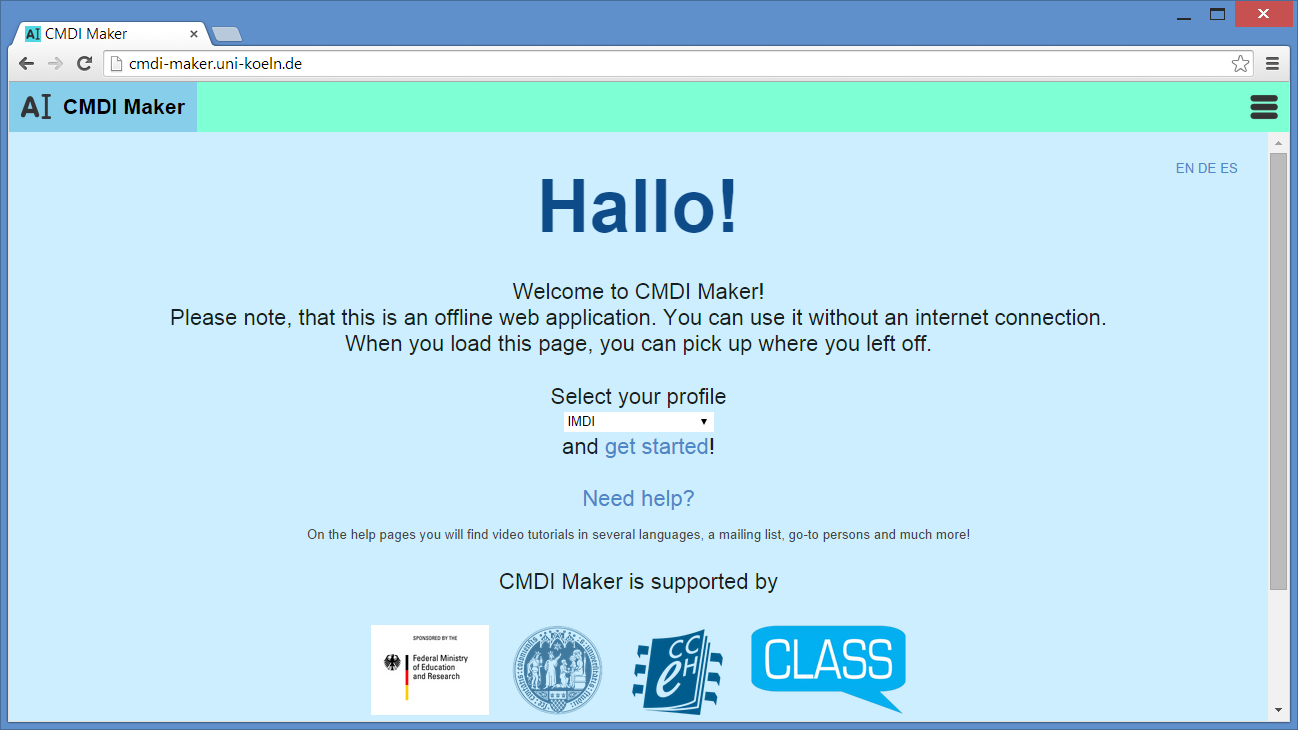 CMDI Maker
cmdi-maker.uni-koeln.de
AI CMDI Maker
EN DE ES
Hallo!
Welcome to CMDI Maker!
Please note, that this is an offline web application. You can use it without an internet connection.
When you load this page, you can pick up where you left off.
Select your profile
IMDI
and get started!
Need help?
On the help pages you will find video tutorials in several languages, a mailing list, go-to persons and much more!
CMDI Maker is supported by
SPONSORED BY THE
Federal Ministry
of Education
and Research
CCeH
CLASS